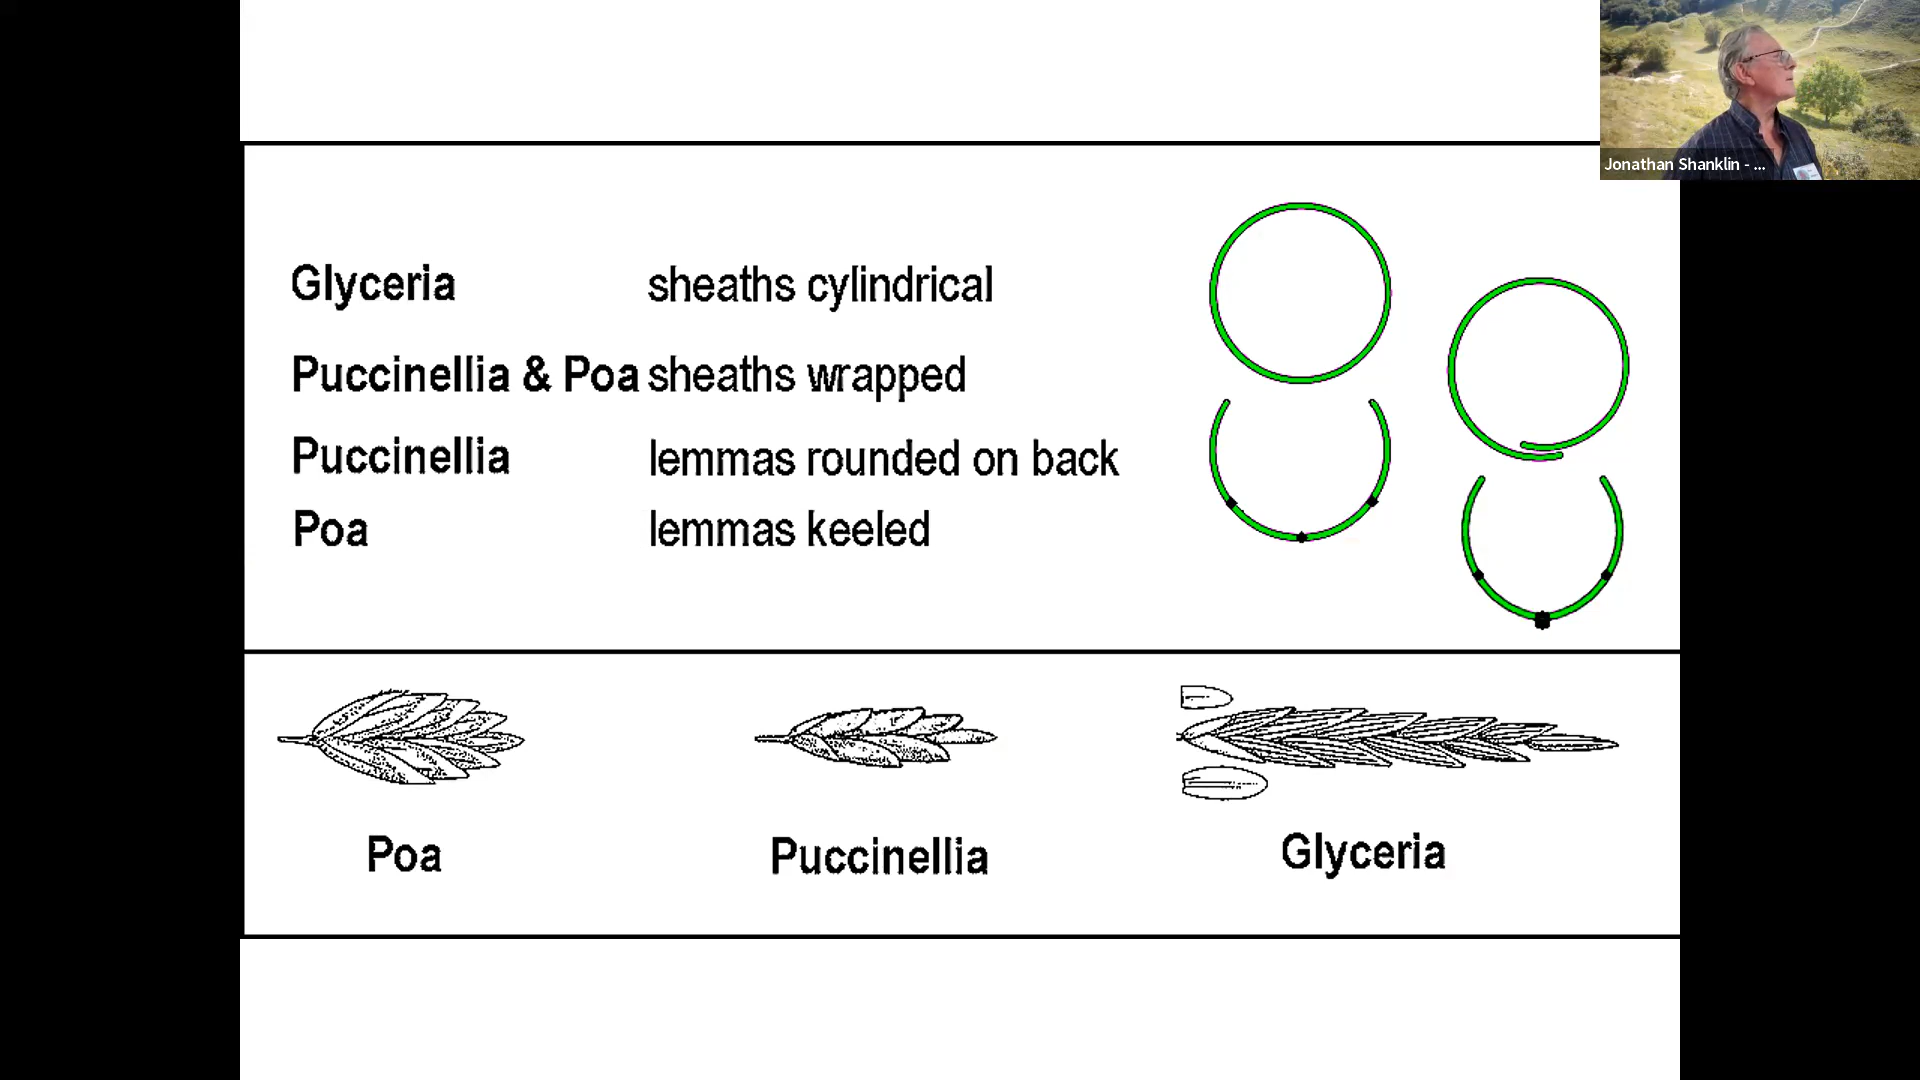 Jonathan Shanklin - ...
Glyceria sheaths cylindrical
Puccinellia & Poa sheaths wrapped
Puccinellia lemmas rounded on back
Poa lemmas keeled
Poa Puccinellia Glyceria